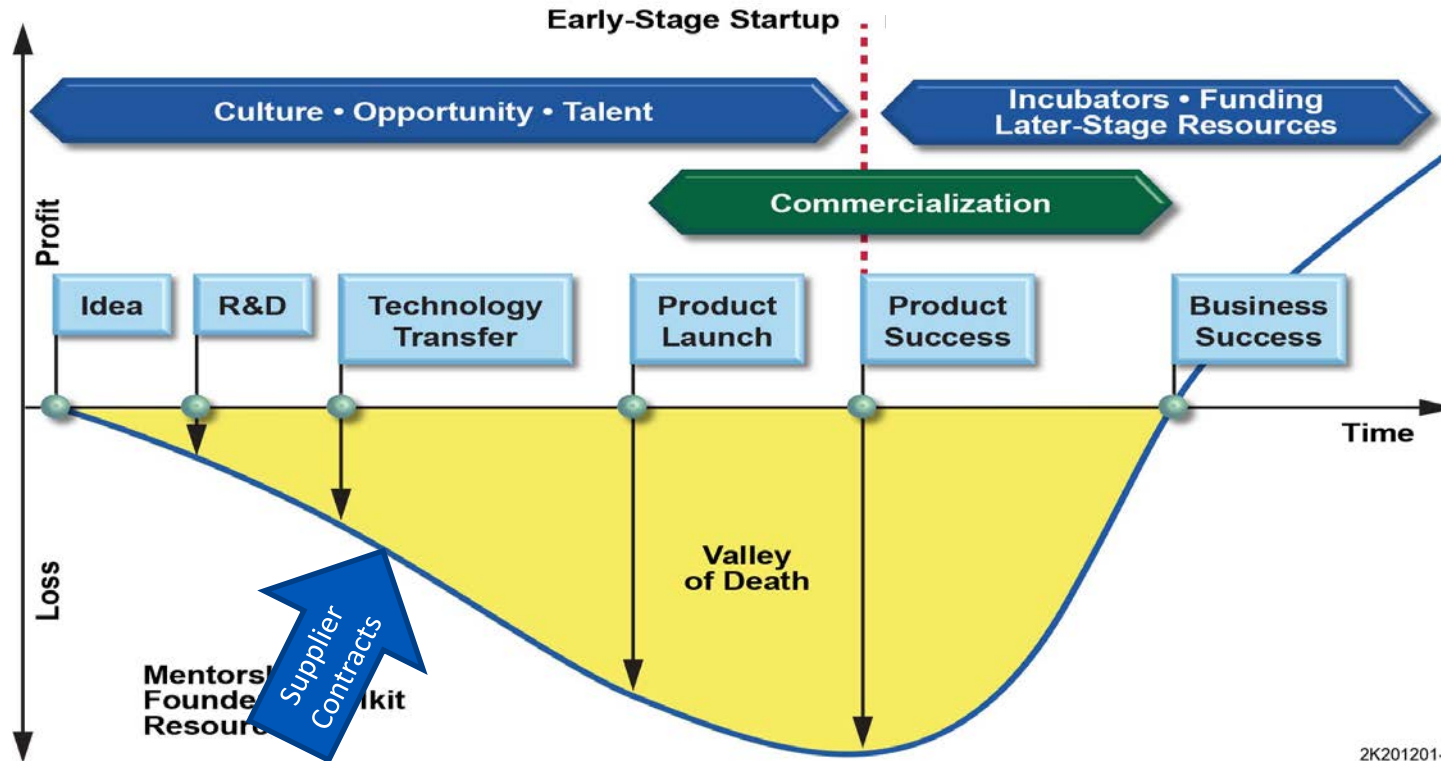 Early-Stage Startup
Culture • Opportunity • Talent
Incubators • Funding
Later-Stage Resources
Commercialization
Profit
Idea
R&D
Technology
Transfer
Product
Launch
Product
Success
Business
Success
Time
Loss
Valley
of Death
Supplier
Contracts
2K201201